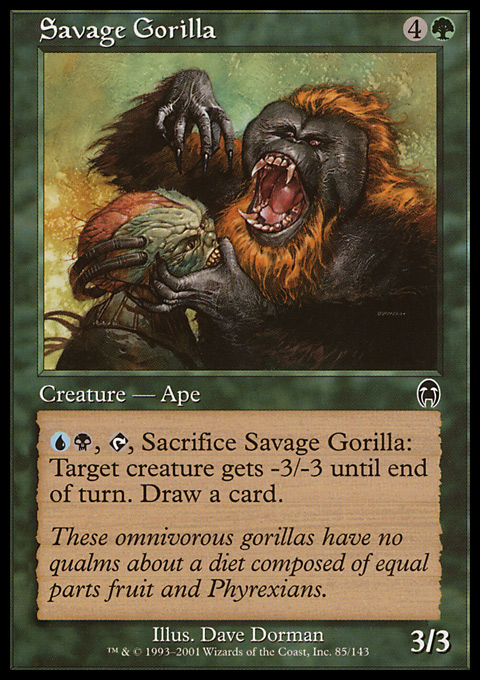 Savage Gorilla 4
Creature — Ape
, , Sacrifice Savage Gorilla:
Target creature gets -3/-3 until end
of turn. Draw a card.
These omnivorous gorillas have no
qualms about a diet composed of equal
parts fruit and Phyrexians.
Illus. Dave Dorman
™ & © 1993–2001 Wizards of the Coast, Inc. 85/143
3/3